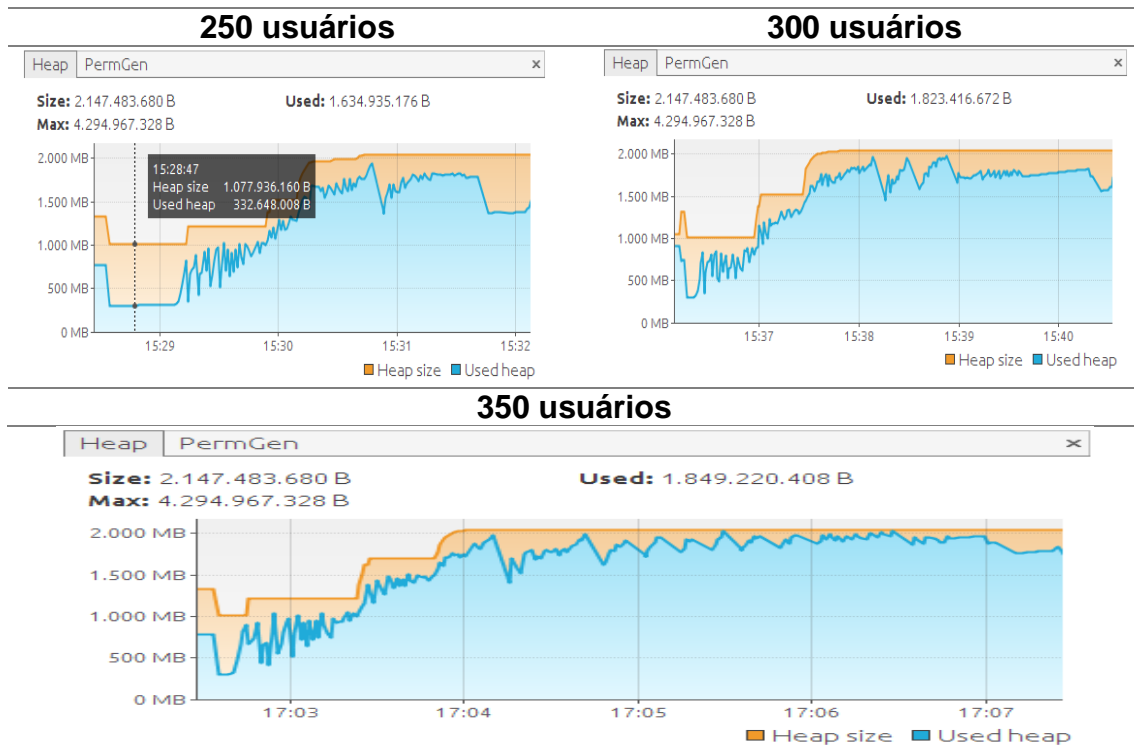 250 usuários
300 usuários
Heap PermGen ×
Size: 2.147.483.680 B Used: 1.634.935.176 B
Max: 4.294.967.328 B
2.000 MB
15:28:47
Heap size 1.077.936.160 B
Used heap 332.648.008 B
1.500 MB
1.000 MB
500 MB
0 MB
15:29 15:30 15:31 15:32
Heap size Used heap
Heap PermGen ×
Size: 2.147.483.680 B Used: 1.823.416.672 B
Max: 4.294.967.328 B
2.000 MB
1.500 MB
1.000 MB
500 MB
0 MB
15:37 15:38 15:39 15:40
Heap size Used heap
350 usuários
Heap PermGen ×
Size: 2.147.483.680 B Used: 1.849.220.408 B
Max: 4.294.967.328 B
2.000 MB
1.500 MB
1.000 MB
500 MB
0 MB
17:03 17:04 17:05 17:06 17:07
Heap size Used heap